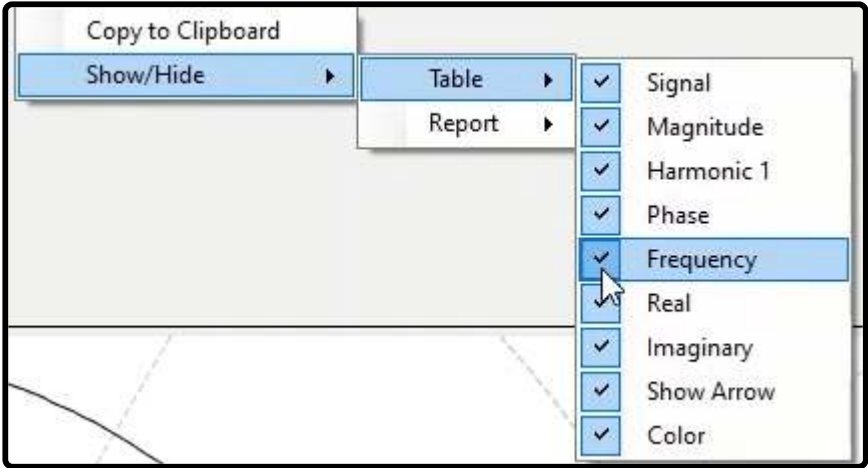 Copy to Clipboard
Show/Hide
Table
Report
Signal
Magnitude
Harmonic 1
Phase
Frequency
Real
Imaginary
Show Arrow
Color